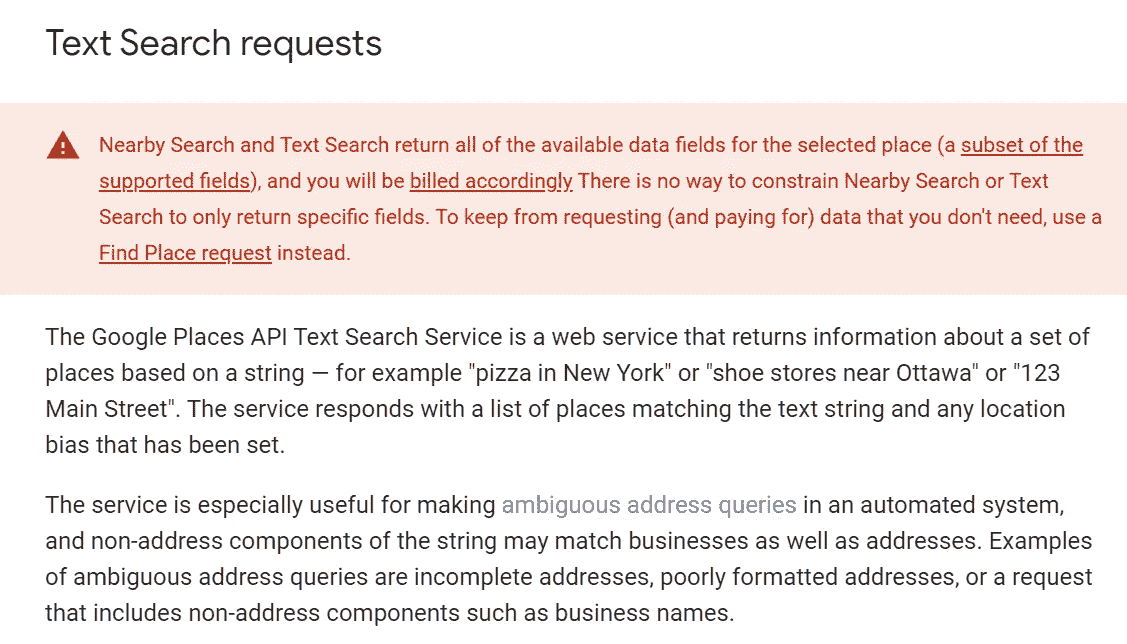 Text Search requests
Nearby Search and Text Search return all of the available data fields for the selected place (a subset of the
supported fields), and you will be billed accordingly There is no way to constrain Nearby Search or Text
Search to only return specific fields. To keep from requesting (and paying for) data that you don't need, use a
Find Place request instead.
The Google Places API Text Search Service is a web service that returns information about a set of
places based on a string — for example "pizza in New York" or "shoe stores near Ottawa" or "123
Main Street". The service responds with a list of places matching the text string and any location
bias that has been set.
The service is especially useful for making ambiguous address queries in an automated system,
and non-address components of the string may match businesses as well as addresses. Examples
of ambiguous address queries are incomplete addresses, poorly formatted addresses, or a request
that includes non-address components such as business names.